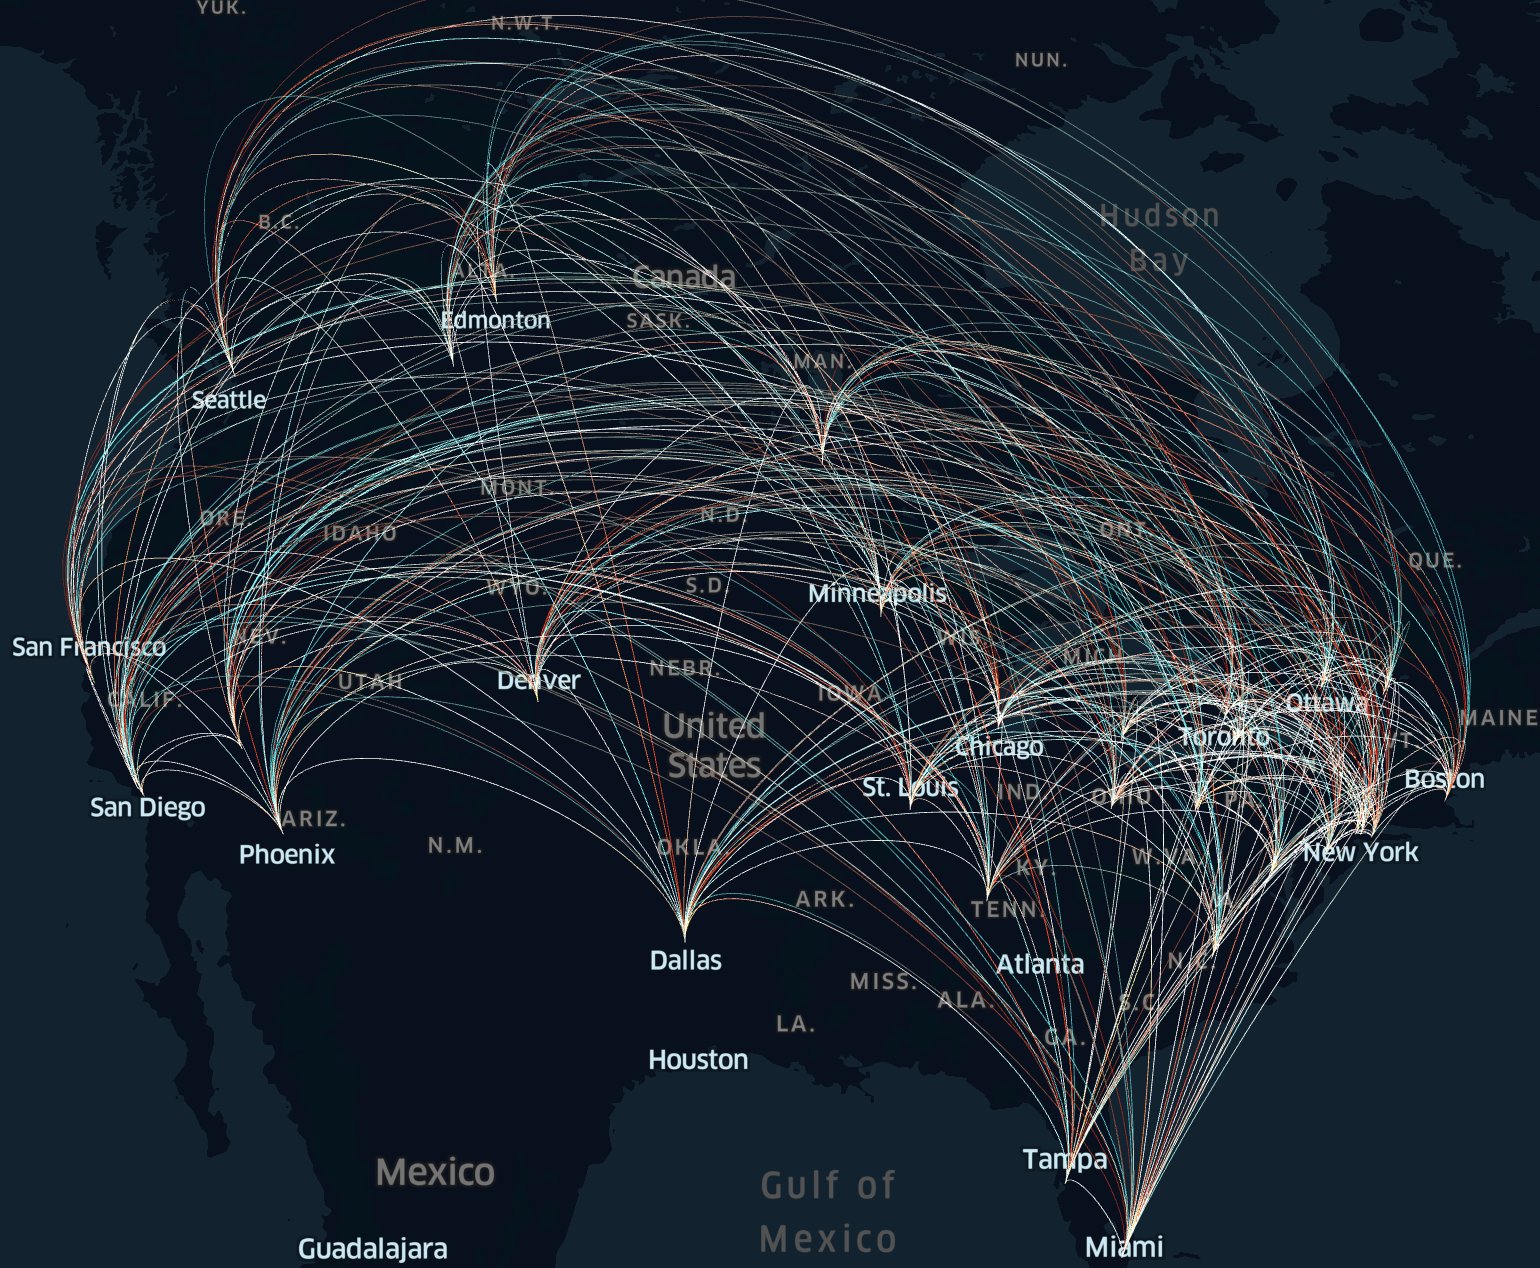 YUK.
N.W.T.
NUN.
B.C.
Hudson
Bay
ALTA.
Canada
Edmonton
SASK.
MAN.
Seattle
MONT.
ORE.
IDAHO
N.D.
ONT.
QUE.
WYO.
S.D.
Minneapolis
San Francisco
NEV.
WIS.
MICH.
CALIF.
UTAH
Denver
NEBR.
IOWA
Ottawa
MAINE
United
States
Chicago
Toronto
VT.
San Diego
St. Louis
IND.
OHIO
PA.
Boston
ARIZ.
Phoenix
N.M.
OKLA.
KY.
W.VA.
New York
ARK.
TENN.
Dallas
Atlanta
N.C.
MISS.
ALA.
S.C.
LA.
GA.
Houston
Mexico
Tampa
Gulf of
Mexico
Guadalajara
Miami